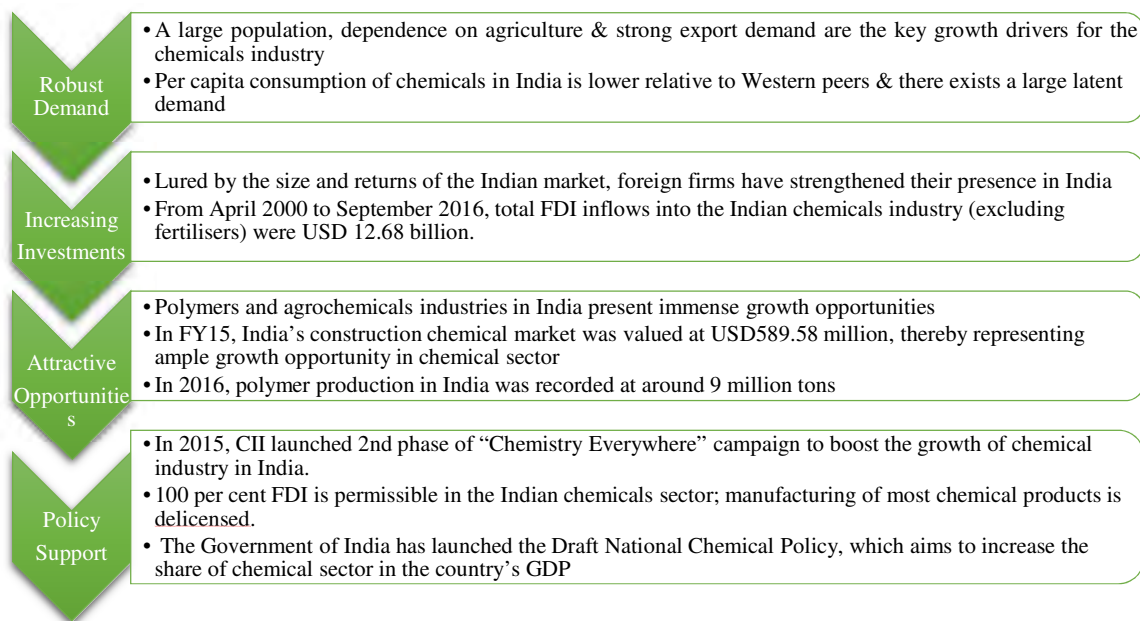 Robust
Demand
• A large population, dependence on agriculture & strong export demand are the key growth drivers for the
chemicals industry
• Per capita consumption of chemicals in India is lower relative to Western peers & there exists a large latent
demand
Increasing
Investments
• Lured by the size and returns of the Indian market, foreign firms have strengthened their presence in India
• From April 2000 to September 2016, total FDI inflows into the Indian chemicals industry (excluding
fertilisers) were USD 12.68 billion.
Attractive
Opportunitie
s
• Polymers and agrochemicals industries in India present immense growth opportunities
• In FY15, India’s construction chemical market was valued at USD589.58 million, thereby representing
ample growth opportunity in chemical sector
• In 2016, polymer production in India was recorded at around 9 million tons
Policy
Support
• In 2015, CII launched 2nd phase of “Chemistry Everywhere” campaign to boost the growth of chemical
industry in India.
• 100 per cent FDI is permissible in the Indian chemicals sector; manufacturing of most chemical products is
delicensed.
• The Government of India has launched the Draft National Chemical Policy, which aims to increase the
share of chemical sector in the country’s GDP